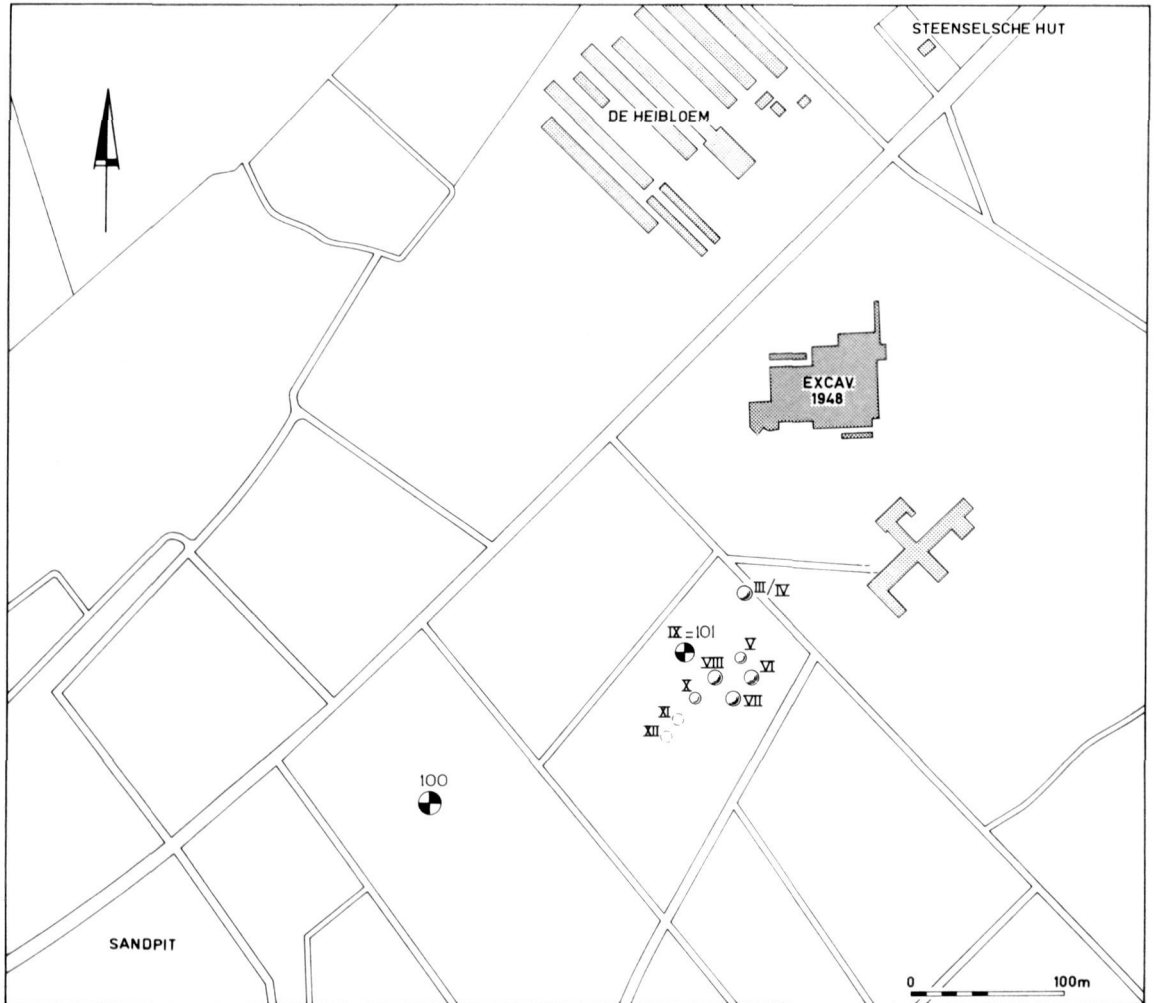 STEENSELSCHE HUT
DE HEIBLOEM
EXCAV.
1948
III/IV
IX=101
V
VIII
VI
X
VII
XI
XII
100
SANDPIT
0 100m